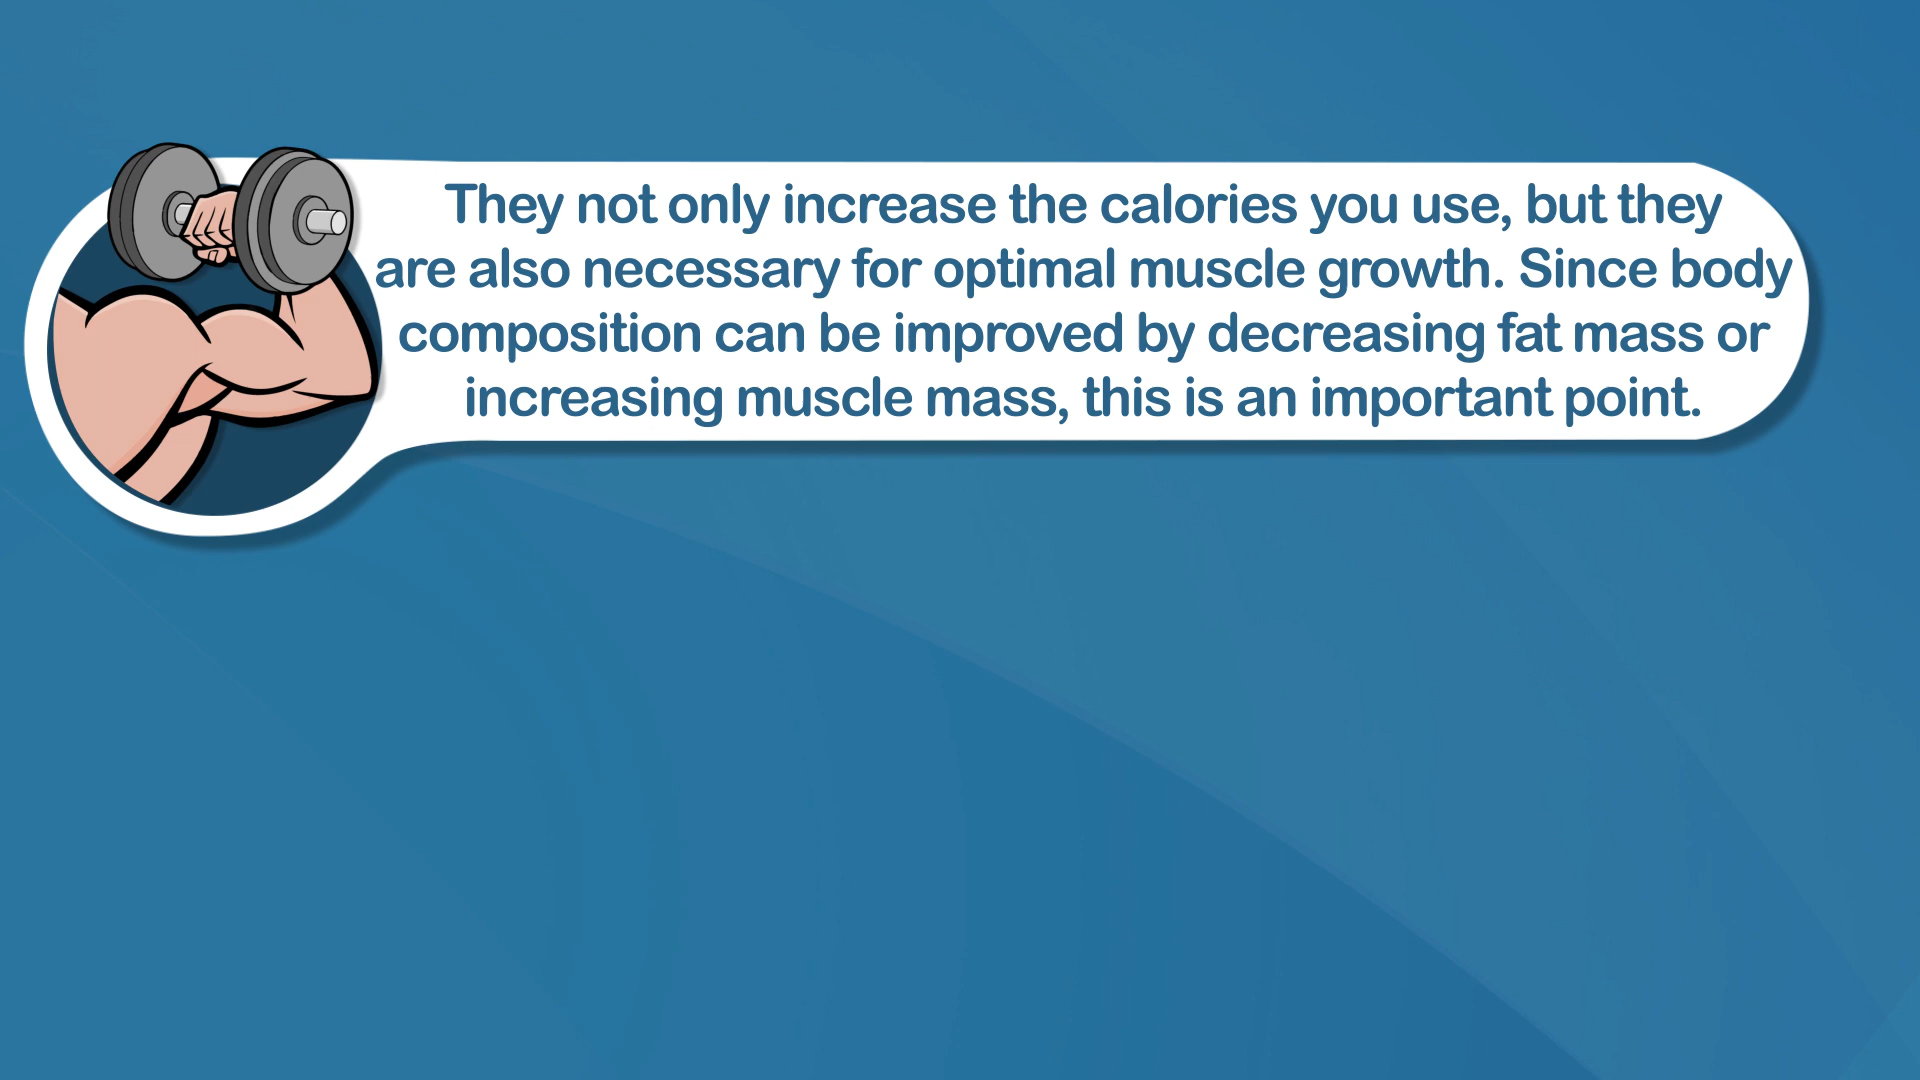 They not only increase the calories you use, but they
are also necessary for optimal muscle growth. Since body
composition can be improved by decreasing fat mass or
increasing muscle mass, this is an important point.